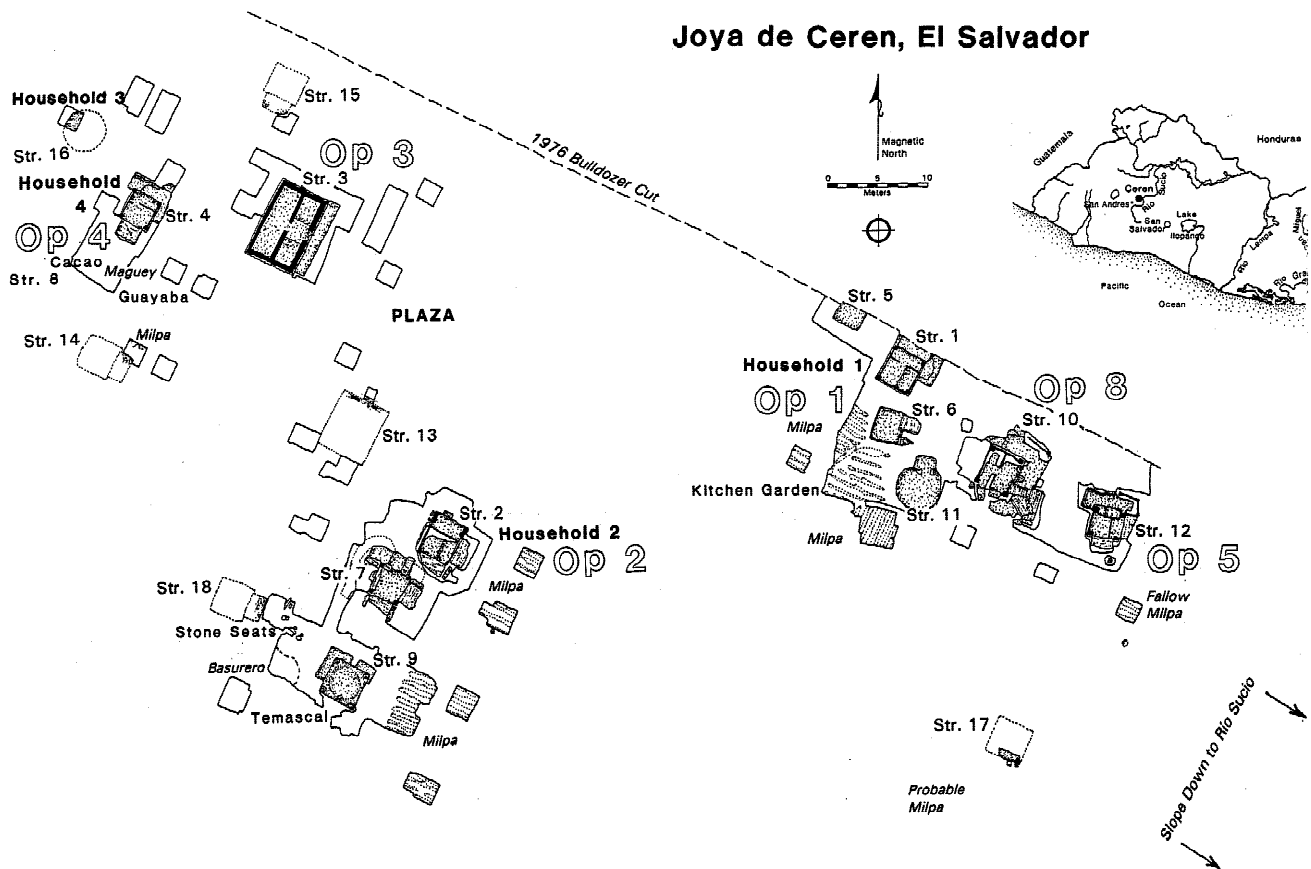 Joya de Ceren, El Salvador
Household 3
Str. 15
Str. 16
Op 3
Str. 3
1976 Bulldozer Cut
Magnetic
North
0 5 10
Meters
Guatemala
Honduras
Ceren
San Andres
Rio Sucio
San
Salvador
Lake
Ilopango
Rio Lempa
Pacific
Ocean
Household
4
Str. 4
Op 4
Cacao
Str. 8
Maguey
Guayaba
PLAZA
Str. 14
Milpa
Str. 13
Str. 5
Str. 1
Household 1
Op 1
Op 8
Str. 6
Str. 10
Milpa
Kitchen Garden
Str. 11
Milpa
Str. 12
Op 5
Fallow
Milpa
Str. 2
Household 2
Op 2
Str. 7
Milpa
Str. 18
Stone Seats
Str. 9
Basurero
Temascal
Milpa
Str. 17
Probable
Milpa
Slope Down to Río Sucio